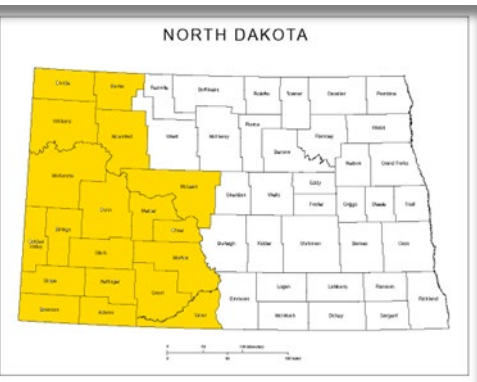 NORTH DAKOTA
Divide
Burke
Renville
Bottineau
Rolette
Towner
Cavalier
Pembina
Williams
Mountrail
Ward
McHenry
Pierce
Ramsey
Walsh
Benson
Nelson
Grand Forks
McKenzie
McLean
Dunn
Mercer
Oliver
Sheridan
Wells
Eddy
Foster
Griggs
Steele
Traill
Billings
Golden
Valley
Stark
Morton
Burleigh
Kidder
Stutsman
Barnes
Cass
Slope
Hettinger
Grant
Sioux
Bowman
Adams
Emmons
Logan
LaMoure
Ransom
Richland
McIntosh
Dickey
Sargent